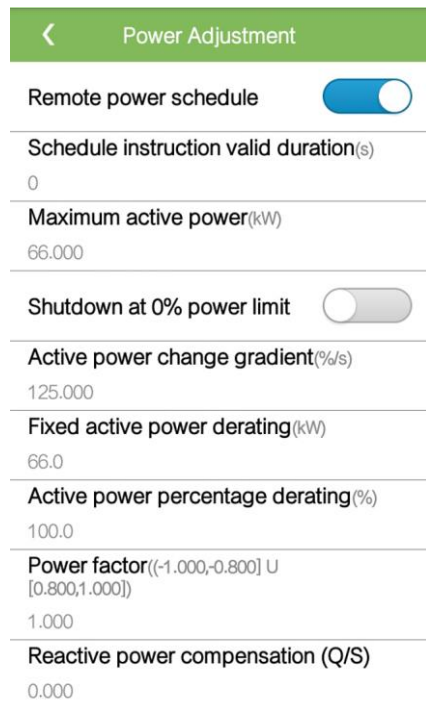 Power Adjustment
Remote power schedule
Schedule instruction valid duration(s)
0
Maximum active power(kW)
66.000
Shutdown at 0% power limit
Active power change gradient(%/s)
125.000
Fixed active power derating(kW)
66.0
Active power percentage derating(%)
100.0
Power factor((-1.000,-0.800] U
[0.800,1.000])
1.000
Reactive power compensation (Q/S)
0.000